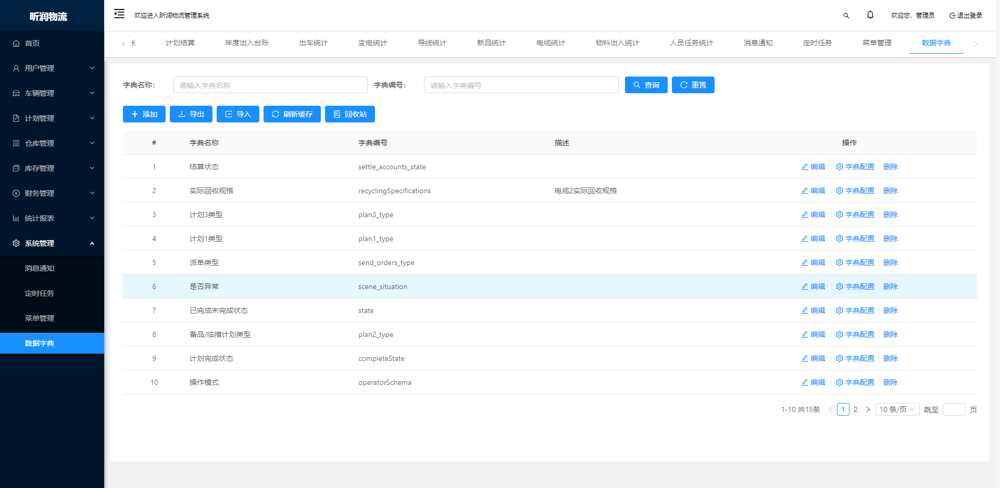 昕润物流
欢迎进入昕润物流管理系统
欢迎您，管理员
退出登录
首页
用户管理
车辆管理
计划管理
仓库管理
库存管理
财务管理
统计报表
系统管理
消息通知
定时任务
菜单管理
数据字典
计划结算
年度出入台账
出车统计
变电统计
导线统计
新品统计
电缆统计
物料出入统计
人员任务统计
消息通知
定时任务
菜单管理
数据字典
字典名称： 请输入字典名称 字典编号： 请输入字典编号 查询 重置
添加 导出 导入 刷新缓存 回收站
# 字典名称 字典编号 描述 操作
1 结算状态 settle_accounts_state 编辑 字典配置 删除
2 实际回收规格 recyclingSpecifications 电缆2实际回收规格 编辑 字典配置 删除
3 计划3类型 plan3_type 编辑 字典配置 删除
4 计划1类型 plan1_type 编辑 字典配置 删除
5 派单类型 send_orders_type 编辑 字典配置 删除
6 是否异常 scene_situation 编辑 字典配置 删除
7 已完成未完成状态 state 编辑 字典配置 删除
8 备品/临措计划类型 plan2_type 编辑 字典配置 删除
9 计划完成状态 completeState 编辑 字典配置 删除
10 操作模式 operatorSchema 编辑 字典配置 删除
1-10 共15条 1 2 10 条/页 跳至 页